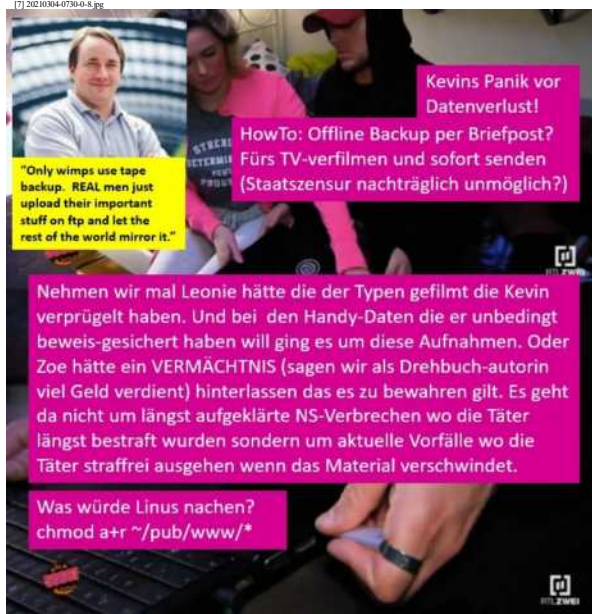 [7] 20210304-0730-0-8.jpg
Kevins Panik vor
Datenverlust!
HowTo: Offline Backup per Briefpost?
Fürs TV-verfilmen und sofort senden
(Staatszensur nachträglich unmöglich?)
"Only wimps use tape
backup. REAL men just
upload their important
stuff on ftp and let the
rest of the world mirror it."
RTLZWEI
Nehmen wir mal Leonie hätte die der Typen gefilmt die Kevin
verprügelt haben. Und bei den Handy-Daten die er unbedingt
beweis-gesichert haben will ging es um diese Aufnahmen. Oder
Zoe hätte ein VERMÄCHTNIS (sagen wir als Drehbuch-autorin
viel Geld verdient) hinterlassen das es zu bewahren gilt. Es geht
da nicht um längst aufgeklärte NS-Verbrechen wo die Täter
längst bestraft wurden sondern um aktuelle Vorfälle wo die
Täter straffrei ausgehen wenn das Material verschwindet.
Was würde Linus nachen?
chmod a+r ~/pub/www/*
RTLZWEI